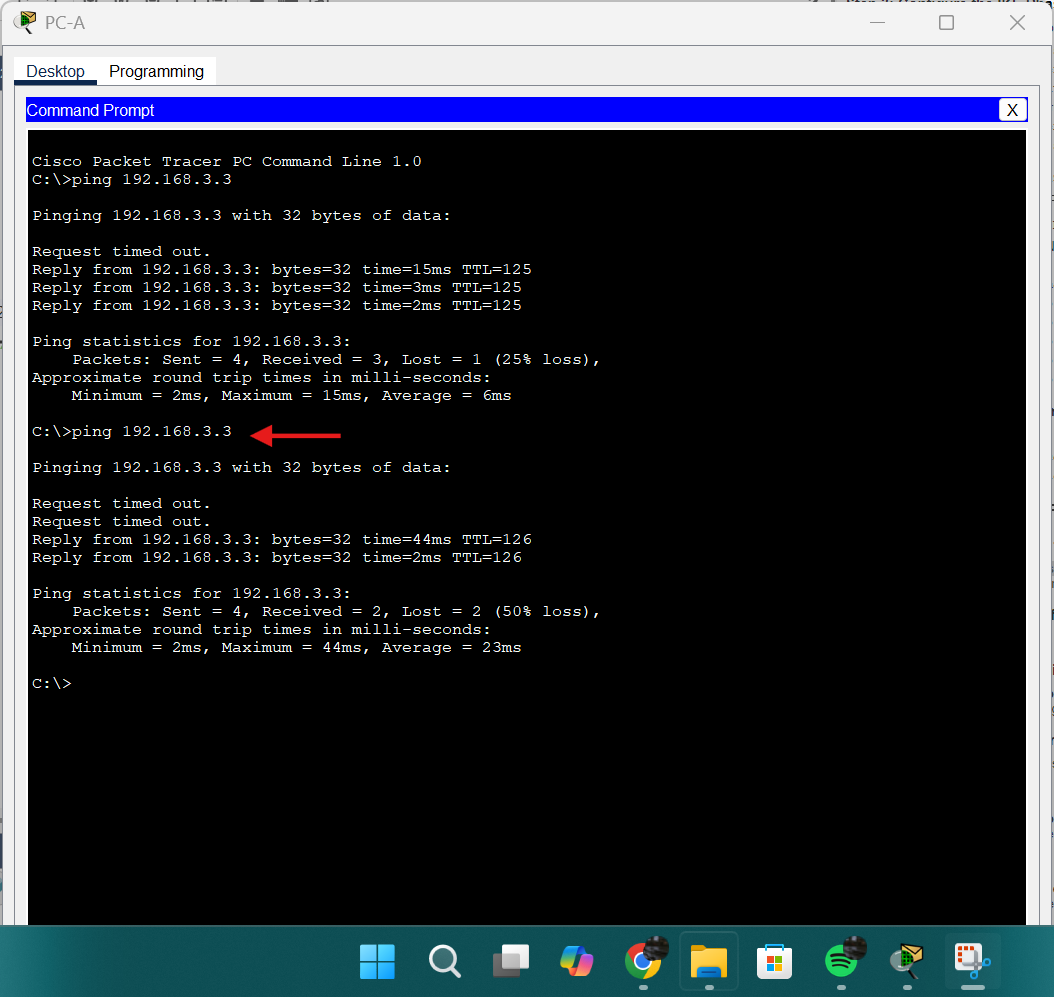 PC-A
Desktop Programming
Command Prompt X
Cisco Packet Tracer PC Command Line 1.0
C:\>ping 192.168.3.3
Pinging 192.168.3.3 with 32 bytes of data:
Request timed out.
Reply from 192.168.3.3: bytes=32 time=15ms TTL=125
Reply from 192.168.3.3: bytes=32 time=3ms TTL=125
Reply from 192.168.3.3: bytes=32 time=2ms TTL=125
Ping statistics for 192.168.3.3:
Packets: Sent = 4, Received = 3, Lost = 1 (25% loss),
Approximate round trip times in milli-seconds:
Minimum = 2ms, Maximum = 15ms, Average = 6ms
C:\>ping 192.168.3.3
Pinging 192.168.3.3 with 32 bytes of data:
Request timed out.
Request timed out.
Reply from 192.168.3.3: bytes=32 time=44ms TTL=126
Reply from 192.168.3.3: bytes=32 time=2ms TTL=126
Ping statistics for 192.168.3.3:
Packets: Sent = 4, Received = 2, Lost = 2 (50% loss),
Approximate round trip times in milli-seconds:
Minimum = 2ms, Maximum = 44ms, Average = 23ms
C:\>